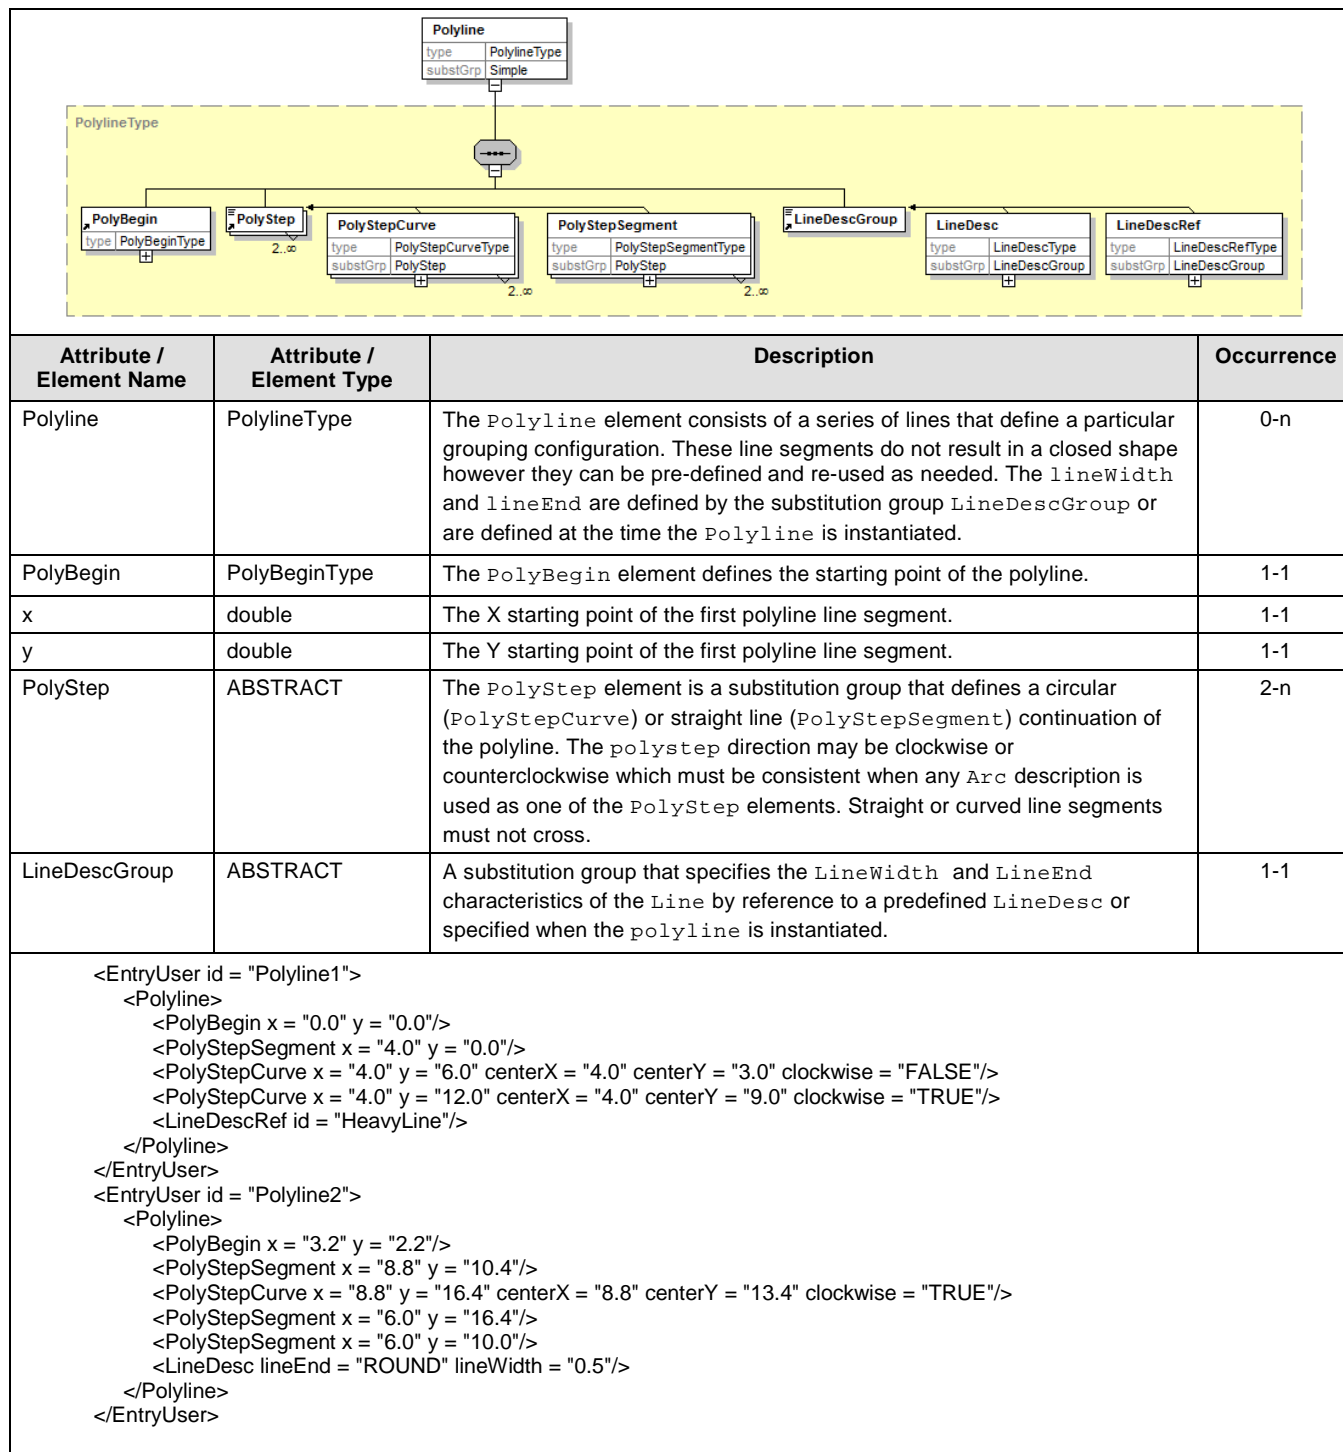 Polyline
type PolylineType
substGrp Simple
PolylineType
PolyBegin
type PolyBeginType
PolyStep
2..∞
PolyStepCurve
type PolyStepCurveType
substGrp PolyStep
2..∞
PolyStepSegment
type PolyStepSegmentType
substGrp PolyStep
2..∞
LineDescGroup
LineDesc
type LineDescType
substGrp LineDescGroup
LineDescRef
type LineDescRefType
substGrp LineDescGroup
Attribute / Element Name
Attribute / Element Type
Description
Occurrence
Polyline
PolylineType
The Polyline element consists of a series of lines that define a particular
grouping configuration. These line segments do not result in a closed shape
however they can be pre-defined and re-used as needed. The lineWidth
and lineEnd are defined by the substitution group LineDescGroup or
are defined at the time the Polyline is instantiated.
0-n
PolyBegin
PolyBeginType
The PolyBegin element defines the starting point of the polyline.
1-1
x
double
The X starting point of the first polyline line segment.
1-1
y
double
The Y starting point of the first polyline line segment.
1-1
PolyStep
ABSTRACT
The PolyStep element is a substitution group that defines a circular
(PolyStepCurve) or straight line (PolyStepSegment) continuation of
the polyline. The polystep direction may be clockwise or
counterclockwise which must be consistent when any Arc description is
used as one of the PolyStep elements. Straight or curved line segments
must not cross.
2-n
LineDescGroup
ABSTRACT
A substitution group that specifies the LineWidth and LineEnd
characteristics of the Line by reference to a predefined LineDesc or
specified when the polyline is instantiated.
1-1
<EntryUser id = "Polyline1">
<Polyline>
<PolyBegin x = "0.0" y = "0.0"/>
<PolyStepSegment x = "4.0" y = "0.0"/>
<PolyStepCurve x = "4.0" y = "6.0" centerX = "4.0" centerY = "3.0" clockwise = "FALSE"/>
<PolyStepCurve x = "4.0" y = "12.0" centerX = "4.0" centerY = "9.0" clockwise = "TRUE"/>
<LineDescRef id = "HeavyLine"/>
</Polyline>
</EntryUser>
<EntryUser id = "Polyline2">
<Polyline>
<PolyBegin x = "3.2" y = "2.2"/>
<PolyStepSegment x = "8.8" y = "10.4"/>
<PolyStepCurve x = "8.8" y = "16.4" centerX = "8.8" centerY = "13.4" clockwise = "TRUE"/>
<PolyStepSegment x = "6.0" y = "16.4"/>
<PolyStepSegment x = "6.0" y = "10.0"/>
<LineDesc lineEnd = "ROUND" lineWidth = "0.5"/>
</Polyline>
</EntryUser>